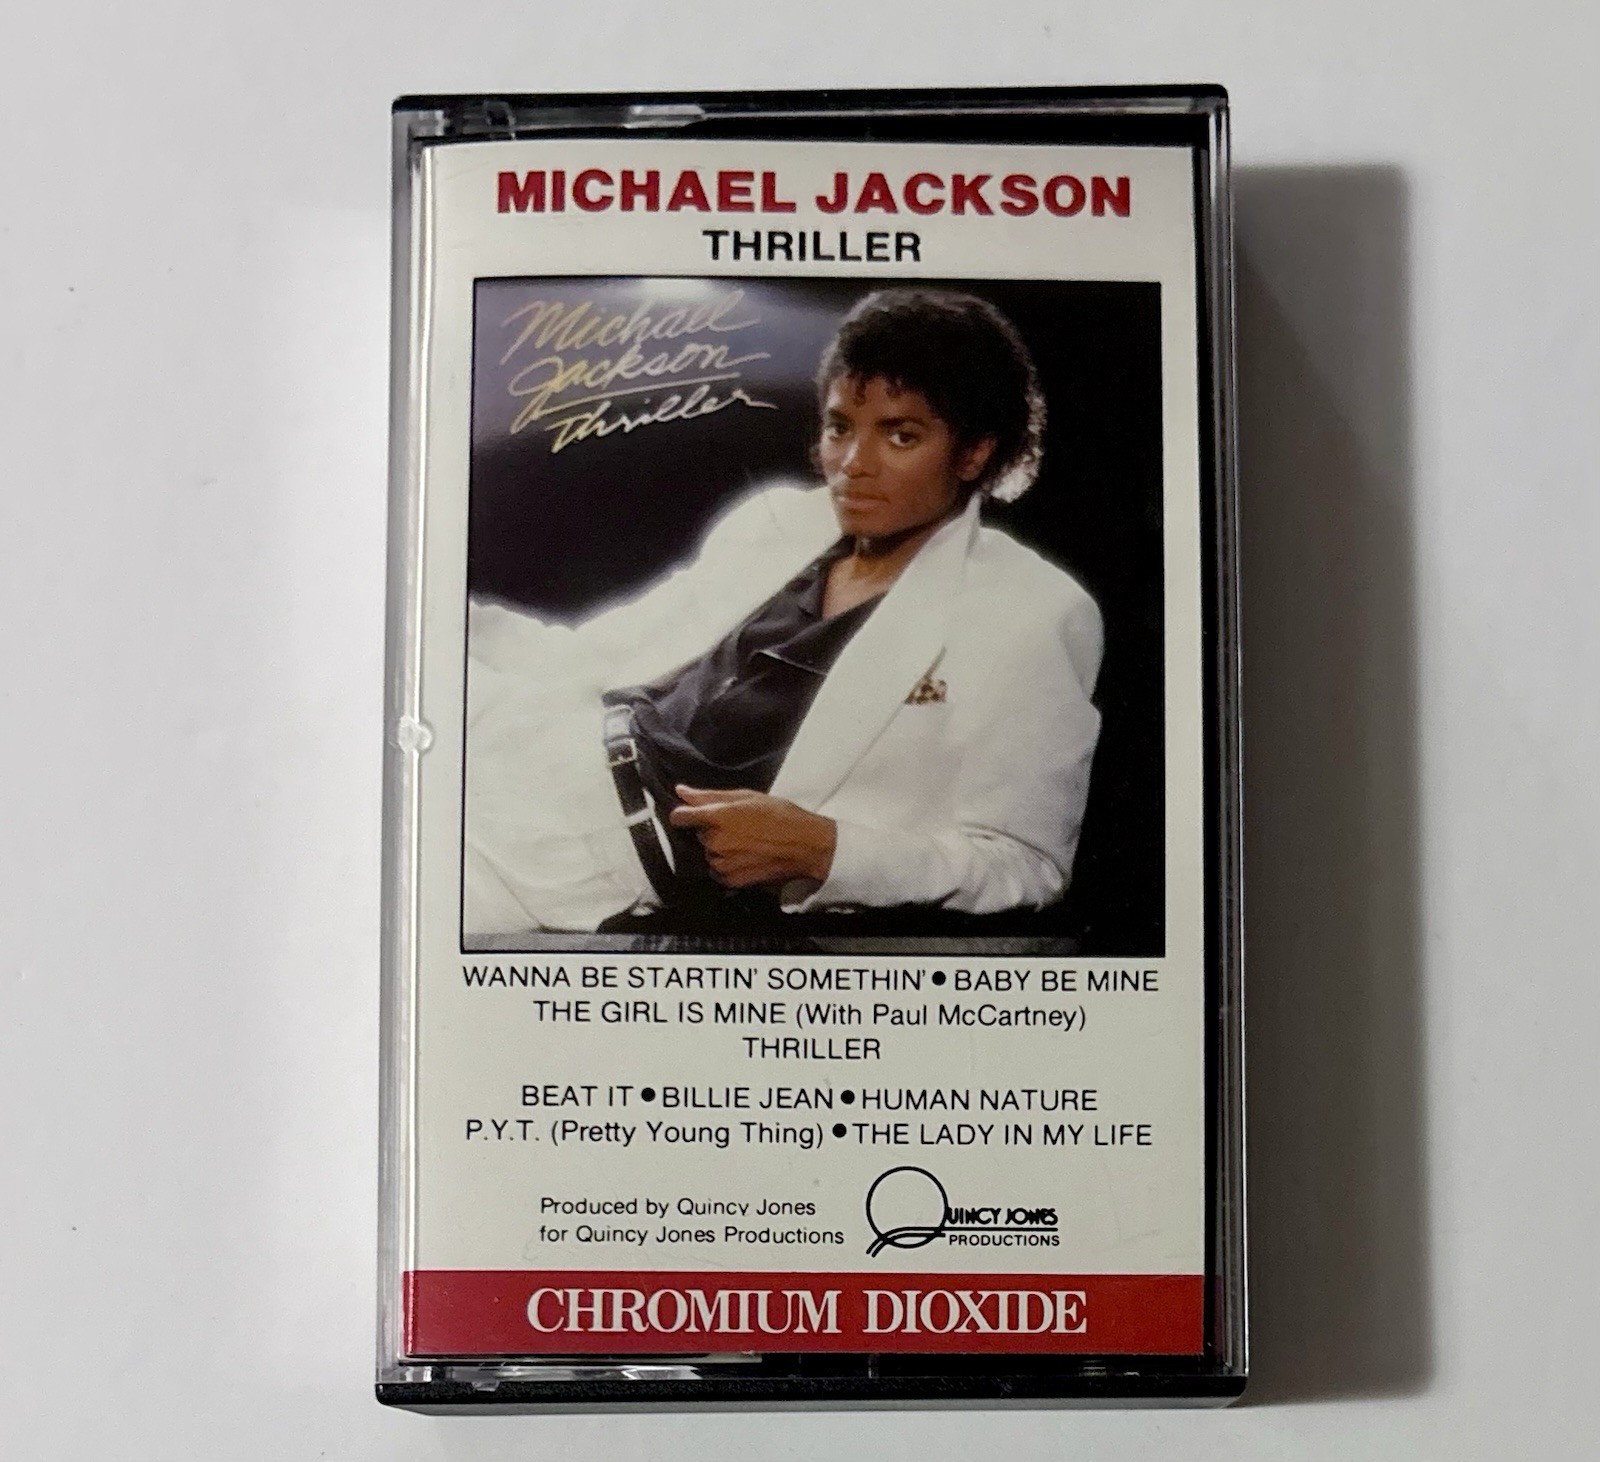 MICHAEL JACKSON
THRILLER
Michael
Jackson
Thriller
WANNA BE STARTIN' SOMETHIN' ● BABY BE MINE
THE GIRL IS MINE (With Paul McCartney)
THRILLER
BEAT IT ● BILLIE JEAN ● HUMAN NATURE
P.Y.T. (Pretty Young Thing) ● THE LADY IN MY LIFE
Produced by Quincy Jones
for Quincy Jones Productions
QUINCY JONES
PRODUCTIONS
CHROMIUM DIOXIDE